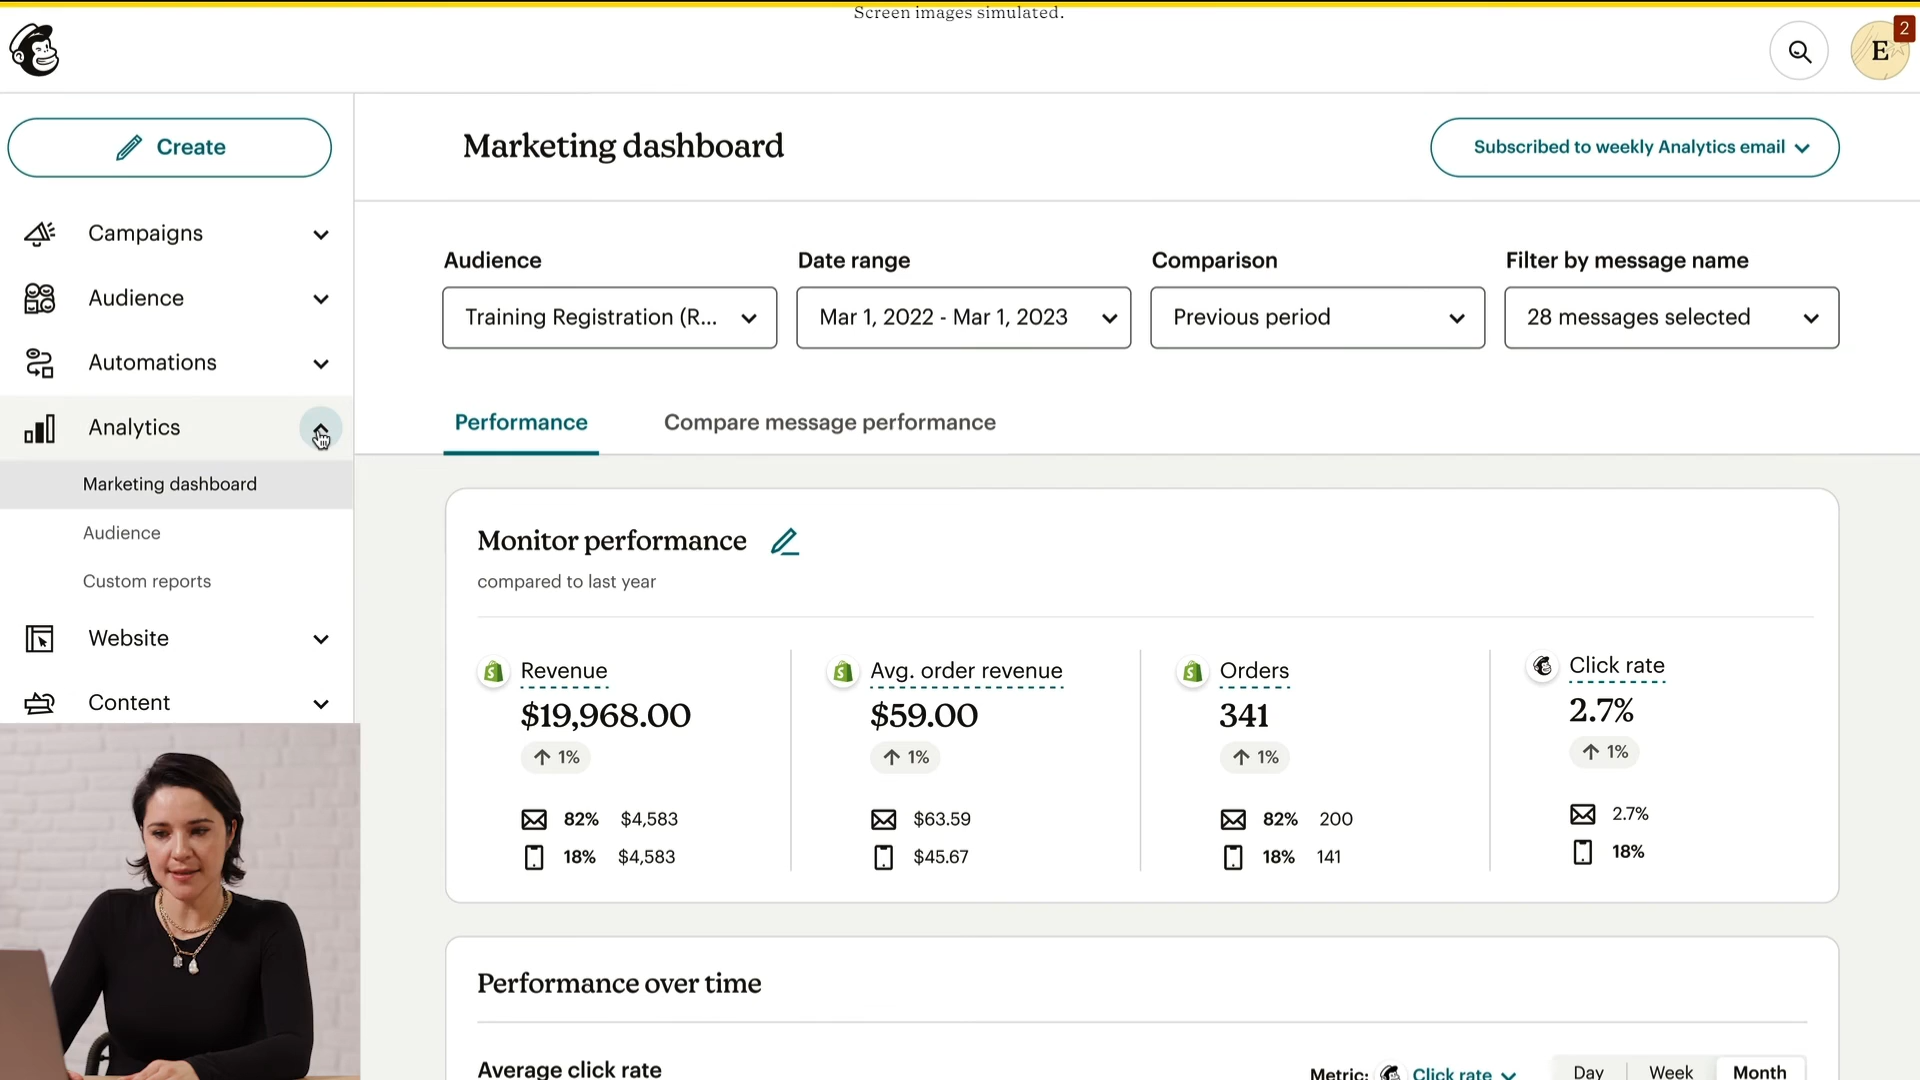 Screen images simulated.
E
2
Create
Marketing dashboard
Subscribed to weekly Analytics email
Campaigns
Audience
Automations
Analytics
Marketing dashboard
Audience
Custom reports
Website
Content
Audience
Date range
Comparison
Filter by message name
Training Registration (R...
Mar 1, 2022 - Mar 1, 2023
Previous period
28 messages selected
Performance
Compare message performance
Monitor performance
compared to last year
Revenue
$19,968.00
1%
82% $4,583
18% $4,583
Avg. order revenue
$59.00
1%
$63.59
$45.67
Orders
341
1%
82% 200
18% 141
Click rate
2.7%
1%
2.7%
18%
Performance over time
Average click rate
Metric: Click rate
Day
Week
Month